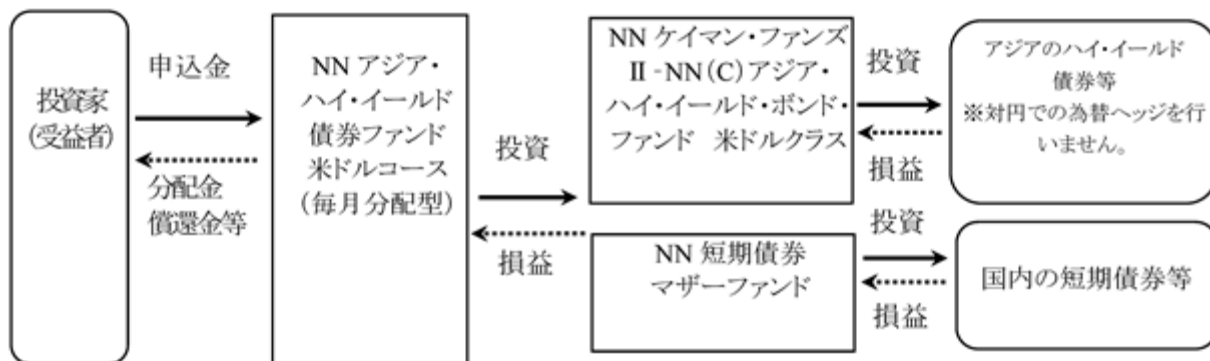 投資家
(受益者)
申込金
分配金
償還金等
NN アジア・
ハイ・イールド
債券ファンド
米ドルコース
(毎月分配型)
投資
損益
NN ケイマン・ファンズ
Ⅱ-NN(C)アジア・
ハイ・イールド・ボンド・
ファンド 米ドルクラス
投資
損益
アジアのハイ・イールド
債券等
※対円での為替ヘッジを行
いません。
NN 短期債券
マザーファンド
投資
損益
国内の短期債券等